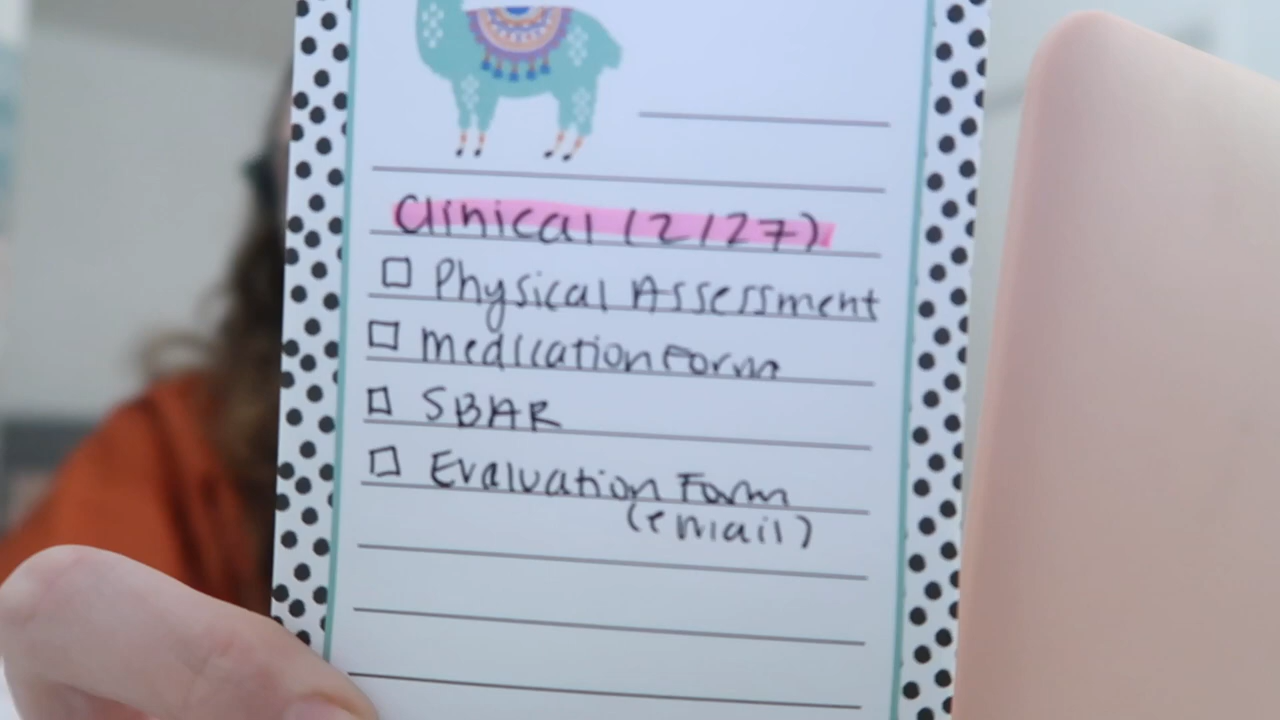 Clinical (2/27)
Physical Assessment
Medication Form
SBAR
Evaluation Form
(email)